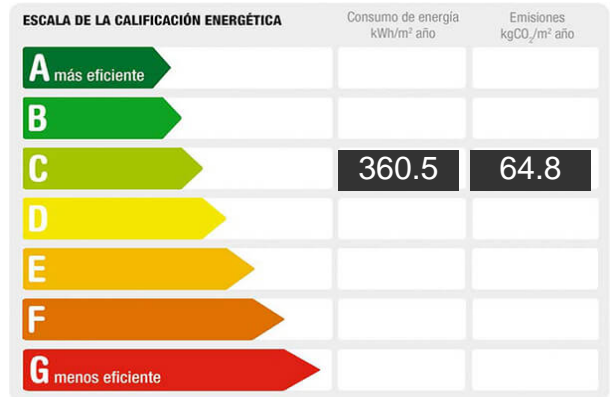 ESCALA DE LA CALIFICACIÓN ENERGÉTICA
Consumo de energía
kWh/m² año
Emisiones
kgCO₂/m² año
A más eficiente
B
C 360.5 64.8
D
E
F
G menos eficiente